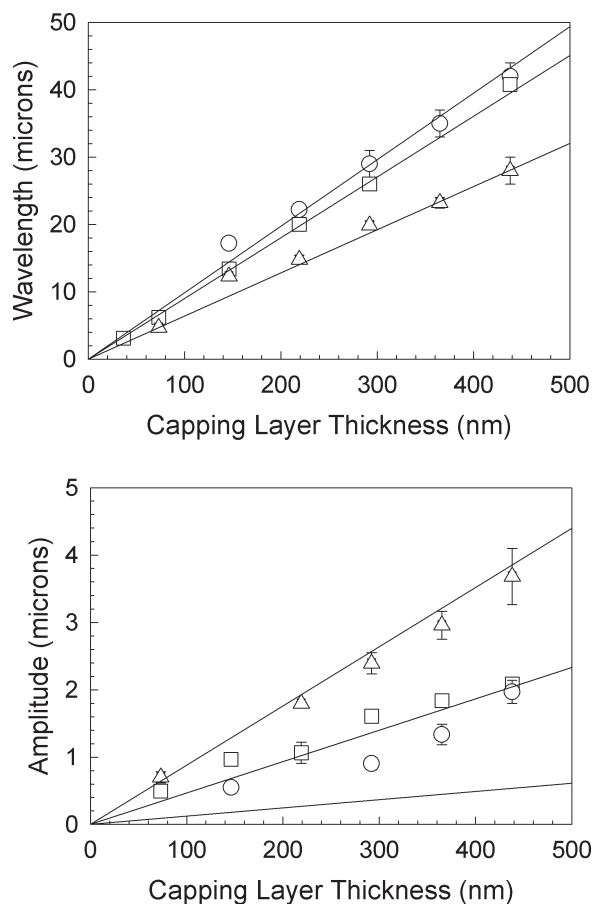 50
40
30
20
10
0
Wavelength (microns)
0 100 200 300 400 500
Capping Layer Thickness (nm)
5
4
3
2
1
0
Amplitude (microns)
0 100 200 300 400 500
Capping Layer Thickness (nm)